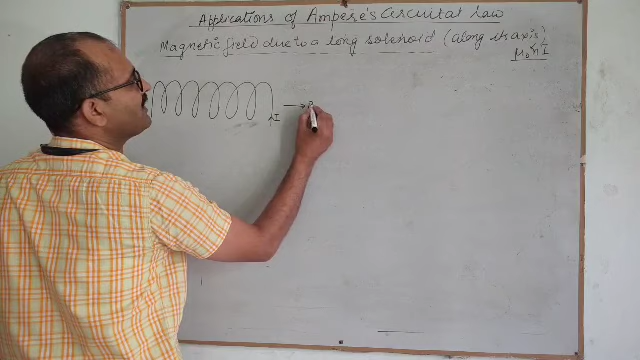 Applications of Ampere's Circuital Law
Magnetic field due to a long solenoid (along its axis)
μ₀nI
I